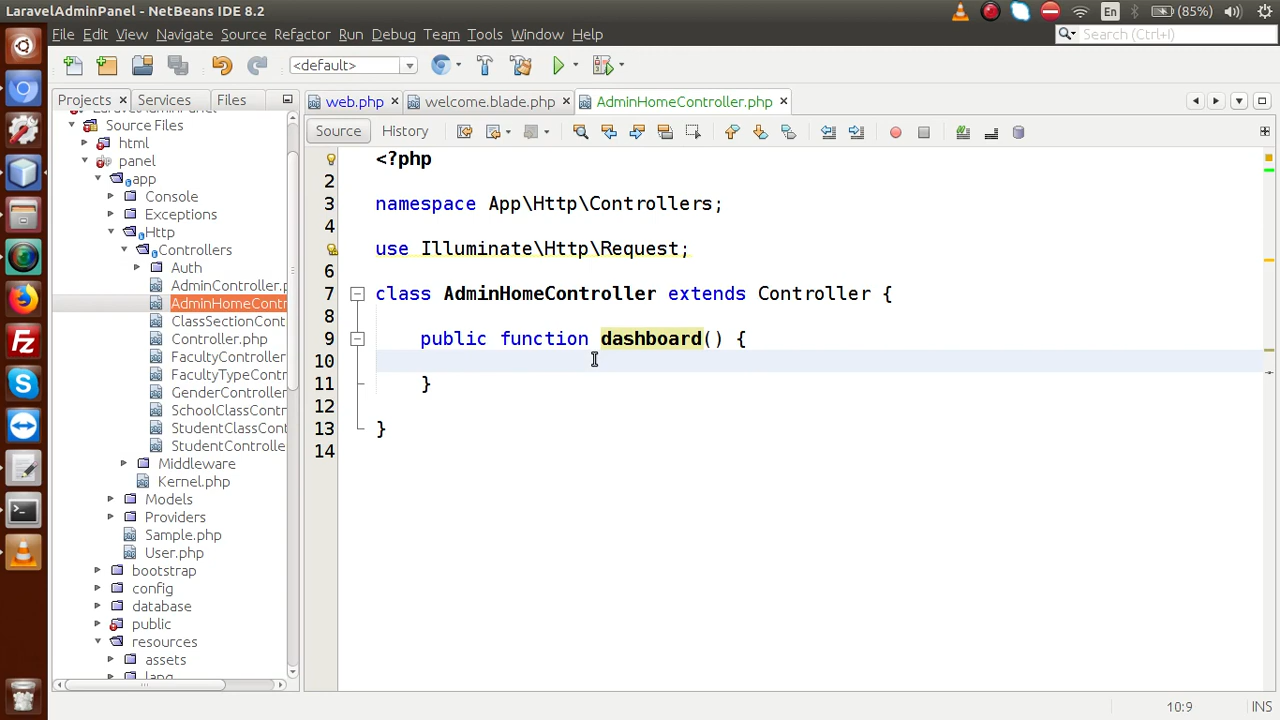 LaravelAdminPanel - NetBeans IDE 8.2
En
(85%)
File Edit View Navigate Source Refactor Run Debug Team Tools Window Help
Search (Ctrl+I)
<default>
Projects Services Files
web.php welcome.blade.php AdminHomeController.php
Source History
LaravelAdminPanel
Source Files
html
panel
app
Console
Exceptions
Http
Controllers
Auth
AdminController.p
AdminHomeContr
ClassSectionCont
Controller.php
FacultyController
FacultyTypeContr
GenderController
SchoolClassContr
StudentClassCont
StudentControlle
Middleware
Kernel.php
Models
Providers
Sample.php
User.php
bootstrap
config
database
public
resources
assets
lang
<?php
2
3 namespace App\Http\Controllers;
4
use Illuminate\Http\Request;
6
7 class AdminHomeController extends Controller {
8
9 public function dashboard() {
10
11 }
12
13 }
14
10:9 INS